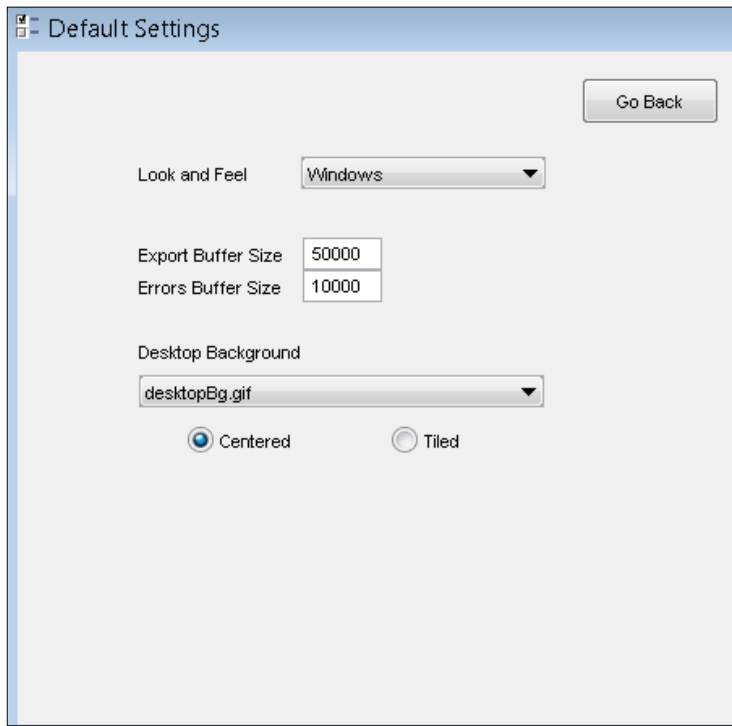 Default Settings
Go Back
Look and Feel Windows
Export Buffer Size 50000
Errors Buffer Size 10000
Desktop Background
desktopBg.gif
Centered Tiled